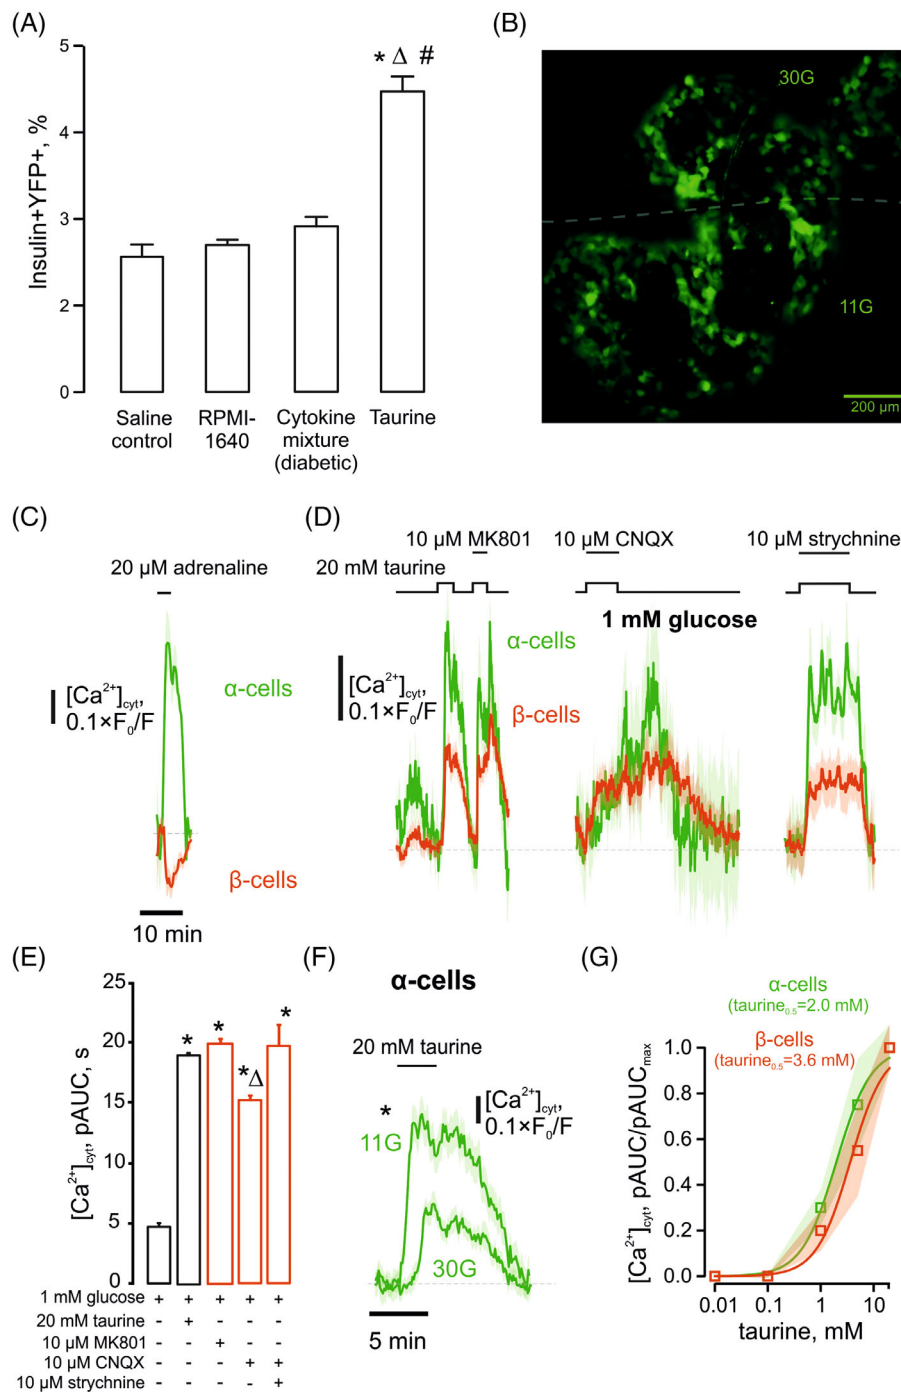 (A)
5
4
3
2
0
Insulin+YFP+, %
* Δ #
Saline
control
RPMI-
1640
Cytokine
mixture
(diabetic)
Taurine
(B)
30G
11G
200 µm
(C)
20 µM adrenaline
[Ca²⁺]cyt,
0.1×F₀/F
α-cells
β-cells
10 min
(D)
10 µM MK801
10 µM CNQX
10 µM strychnine
20 mM taurine
1 mM glucose
[Ca²⁺]cyt,
0.1×F₀/F
α-cells
β-cells
(E)
25
20
15
10
5
0
[Ca²⁺]cyt, pAUC, s
*
*
*Δ
*
1 mM glucose + + + + +
20 mM taurine - + - - -
10 µM MK801 - - + - -
10 µM CNQX - - - + +
10 µM strychnine - - - - +
(F)
α-cells
20 mM taurine
[Ca²⁺]cyt,
0.1×F₀/F
*
11G
30G
5 min
(G)
α-cells
(taurine₀.₅=2.0 mM)
β-cells
(taurine₀.₅=3.6 mM)
1.0
0.8
0.6
0.4
0.2
0.0
[Ca²⁺]cyt, pAUC/pAUCmax
0.01 0.1 1 10
taurine, mM